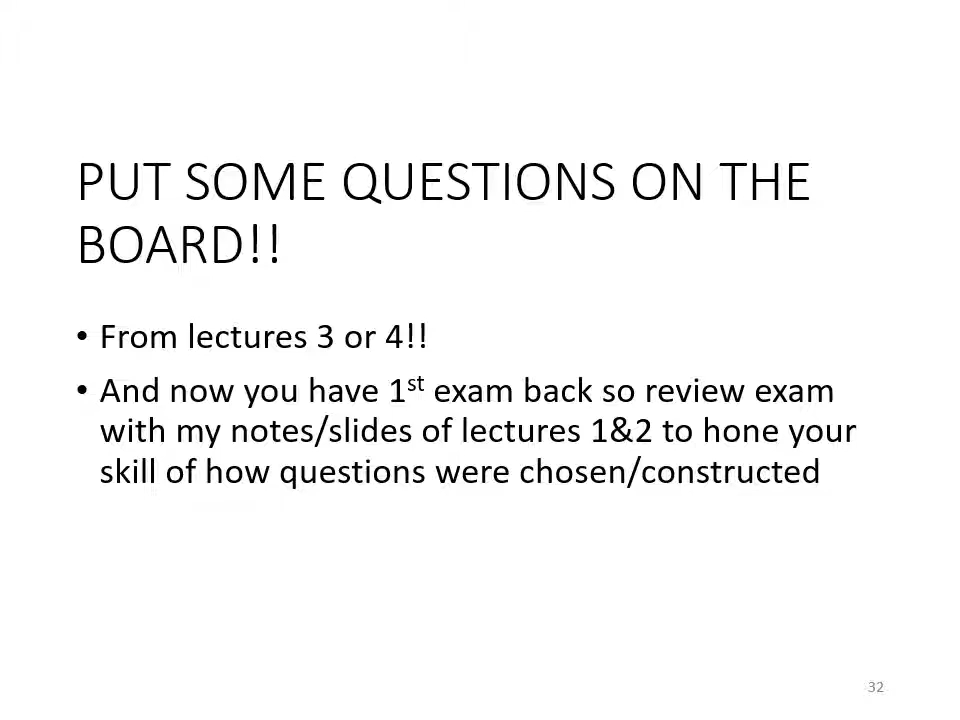 PUT SOME QUESTIONS ON THE
BOARD!!
• From lectures 3 or 4!!
• And now you have 1st exam back so review exam
with my notes/slides of lectures 1&2 to hone your
skill of how questions were chosen/constructed
32